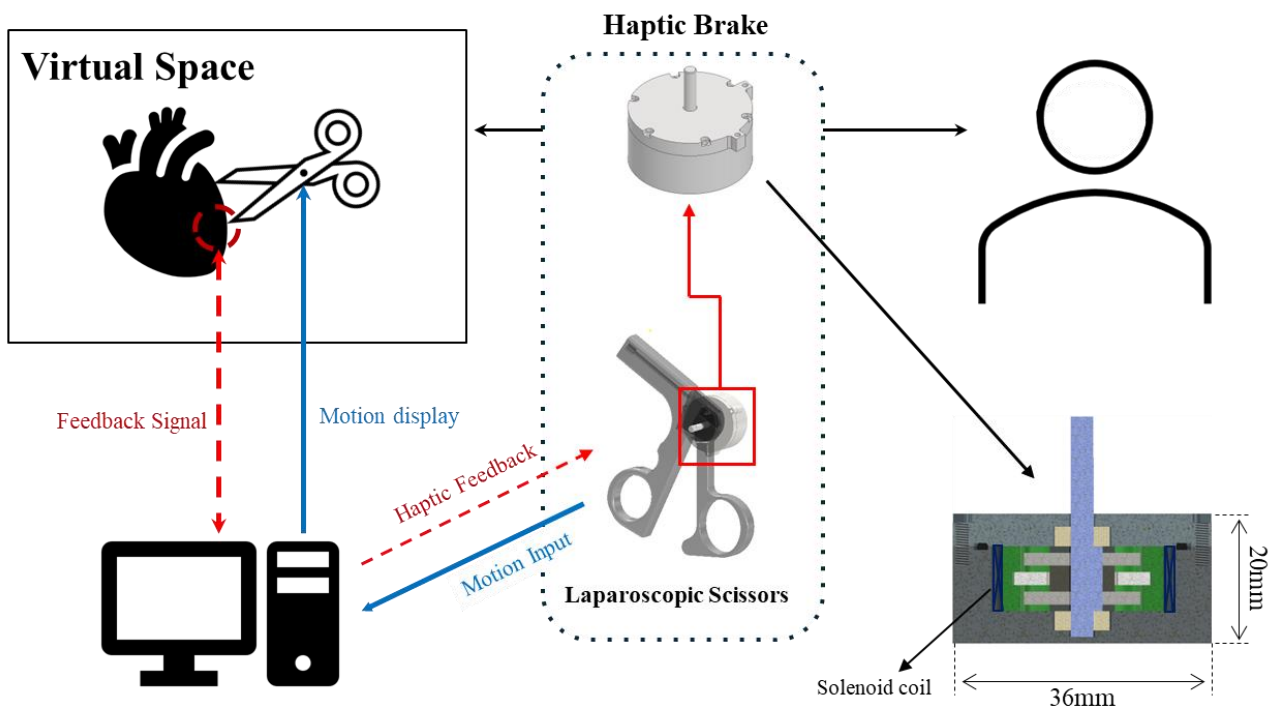 Haptic Brake
Virtual Space
Feedback Signal
Motion display
Haptic Feedback
Motion Input
Laparoscopic Scissors
Solenoid coil
20mm
36mm